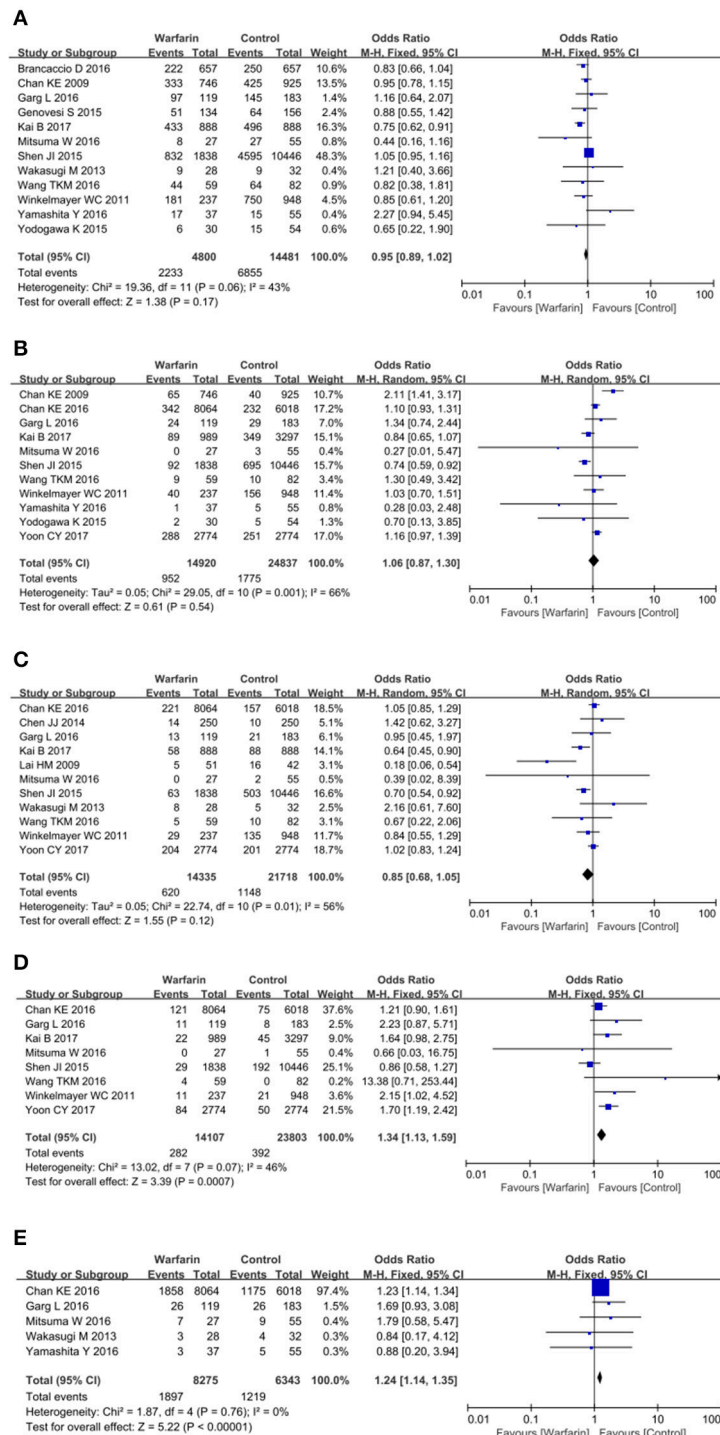 A
Warfarin Control Odds Ratio Odds Ratio
Study or Subgroup Events Total Events Total Weight M-H, Fixed, 95% CI M-H, Fixed, 95% CI
Brancaccio D 2016 222 657 250 657 10.6% 0.83 [0.66, 1.04]
Chan KE 2009 333 746 425 925 13.5% 0.95 [0.78, 1.15]
Garg L 2016 97 119 145 183 2.4% 1.16 [0.64, 2.07]
Genovesi S 2015 51 134 64 156 2.4% 0.88 [0.55, 1.42]
Kai B 2017 433 888 496 888 16.3% 0.75 [0.62, 0.91]
Mitsuma W 2016 8 27 27 55 0.8% 0.44 [0.16, 1.16]
Shen JI 2015 832 1838 4595 10446 48.3% 1.05 [0.95, 1.16]
Wakasugi M 2013 9 28 9 32 0.4% 1.21 [0.40, 3.66]
Wang TKM 2016 44 59 64 82 0.9% 0.82 [0.38, 1.81]
Winkelmayer WC 2011 181 237 750 948 4.5% 0.85 [0.61, 1.20]
Yamashita Y 2016 17 37 15 55 0.5% 2.27 [0.94, 5.45]
Yodogawa K 2015 6 30 15 54 0.7% 0.65 [0.22, 1.90]
Total (95% CI) 4800 14481 100.0% 0.95 [0.89, 1.02]
Total events 2233 6855
Heterogeneity: Chi² = 19.36, df = 11 (P = 0.06); I² = 43%
Test for overall effect: Z = 1.38 (P = 0.17)
0.01 0.1 1 10 100
Favours [Warfarin] Favours [Control]
B
Warfarin Control Odds Ratio Odds Ratio
Study or Subgroup Events Total Events Total Weight M-H, Random, 95% CI M-H, Random, 95% CI
Chan KE 2009 65 746 40 925 10.7% 2.11 [1.41, 3.17]
Chan KE 2016 342 8064 232 6018 17.2% 1.10 [0.93, 1.31]
Garg L 2016 24 119 29 183 7.0% 1.34 [0.74, 2.44]
Kai B 2017 89 989 349 3297 15.1% 0.84 [0.65, 1.07]
Mitsuma W 2016 0 27 3 55 0.4% 0.27 [0.01, 5.47]
Shen JI 2015 92 1838 695 10446 15.7% 0.74 [0.59, 0.92]
Wang TKM 2016 9 59 10 82 3.4% 1.30 [0.49, 3.42]
Winkelmayer WC 2011 40 237 156 948 11.4% 1.03 [0.70, 1.51]
Yamashita Y 2016 1 37 5 55 0.8% 0.28 [0.03, 2.48]
Yodogawa K 2015 2 30 5 54 1.2% 0.70 [0.13, 3.85]
Yoon CY 2017 288 2774 251 2774 17.0% 1.16 [0.97, 1.39]
Total (95% CI) 14920 24837 100.0% 1.06 [0.87, 1.30]
Total events 952 1775
Heterogeneity: Tau² = 0.05; Chi² = 29.05, df = 10 (P = 0.001); I² = 66%
Test for overall effect: Z = 0.61 (P = 0.54)
0.01 0.1 1 10 100
Favours [Warfarin] Favours [Control]
C
Warfarin Control Odds Ratio Odds Ratio
Study or Subgroup Events Total Events Total Weight M-H, Random, 95% CI M-H, Random, 95% CI
Chan KE 2016 221 8064 157 6018 18.5% 1.05 [0.85, 1.29]
Chen JJ 2014 14 250 10 250 5.1% 1.42 [0.62, 3.27]
Garg L 2016 13 119 21 183 6.0% 0.95 [0.45, 1.97]
Kai B 2017 58 888 88 888 14.1% 0.64 [0.45, 0.90]
Lai HM 2009 5 51 16 42 3.1% 0.18 [0.06, 0.54]
Mitsuma W 2016 0 27 2 55 0.5% 0.39 [0.02, 8.39]
Shen JI 2015 63 1838 503 10446 16.6% 0.70 [0.54, 0.92]
Wakasugi M 2013 8 28 5 32 2.6% 2.16 [0.61, 7.60]
Wang TKM 2016 5 59 10 82 3.3% 0.67 [0.22, 2.06]
Winkelmayer WC 2011 29 237 135 948 11.7% 0.84 [0.55, 1.29]
Yoon CY 2017 204 2774 201 2774 18.7% 1.02 [0.83, 1.24]
Total (95% CI) 14335 21718 100.0% 0.85 [0.68, 1.05]
Total events 620 1148
Heterogeneity: Tau² = 0.05; Chi² = 22.74, df = 10 (P = 0.01); I² = 56%
Test for overall effect: Z = 1.55 (P = 0.12)
0.01 0.1 1 10 100
Favours [Warfarin] Favours [Control]
D
Warfarin Control Odds Ratio Odds Ratio
Study or Subgroup Events Total Events Total Weight M-H, Fixed, 95% CI M-H, Fixed, 95% CI
Chan KE 2016 121 8064 75 6018 37.6% 1.21 [0.90, 1.61]
Garg L 2016 11 119 8 183 2.5% 2.23 [0.87, 5.71]
Kai B 2017 22 989 45 3297 9.1% 1.64 [0.98, 2.75]
Mitsuma W 2016 0 27 1 55 0.4% 0.66 [0.03, 16.75]
Shen JI 2015 29 1838 192 10446 25.1% 0.86 [0.58, 1.27]
Wang TKM 2016 4 59 0 82 0.2% 13.38 [0.71, 253.44]
Winkelmayer WC 2011 11 237 21 948 3.6% 2.15 [1.02, 4.52]
Yoon CY 2017 84 2774 50 2774 21.5% 1.70 [1.19, 2.42]
Total (95% CI) 14107 23803 100.0% 1.34 [1.13, 1.59]
Total events 282 392
Heterogeneity: Chi² = 13.02, df = 7 (P = 0.07); I² = 46%
Test for overall effect: Z = 3.39 (P = 0.0007)
0.01 0.1 1 10 100
Favours [Warfarin] Favours [Control]
E
Warfarin Control Odds Ratio Odds Ratio
Study or Subgroup Events Total Events Total Weight M-H, Fixed, 95% CI M-H, Fixed, 95% CI
Chan KE 2016 1858 8064 1175 6018 97.4% 1.23 [1.14, 1.34]
Garg L 2016 26 119 26 183 1.5% 1.69 [0.93, 3.08]
Mitsuma W 2016 7 27 9 55 0.4% 1.79 [0.58, 5.47]
Wakasugi M 2013 3 28 4 32 0.3% 0.84 [0.17, 4.12]
Yamashita Y 2016 3 37 5 55 0.3% 0.88 [0.20, 3.94]
Total (95% CI) 8275 6343 100.0% 1.24 [1.14, 1.35]
Total events 1897 1219
Heterogeneity: Chi² = 1.87, df = 4 (P = 0.76); I² = 0%
Test for overall effect: Z = 5.22 (P < 0.00001)
0.01 0.1 1 10 100
Favours [Warfarin] Favours [Control]